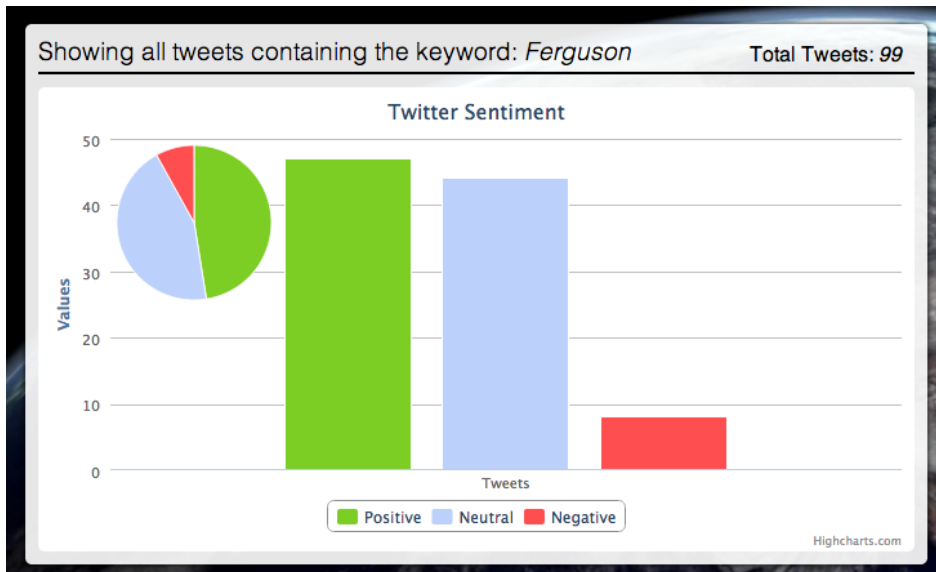 Showing all tweets containing the keyword: Ferguson
Total Tweets: 99
Twitter Sentiment
50
40
30
20
10
0
Values
Tweets
Positive Neutral Negative
Highcharts.com